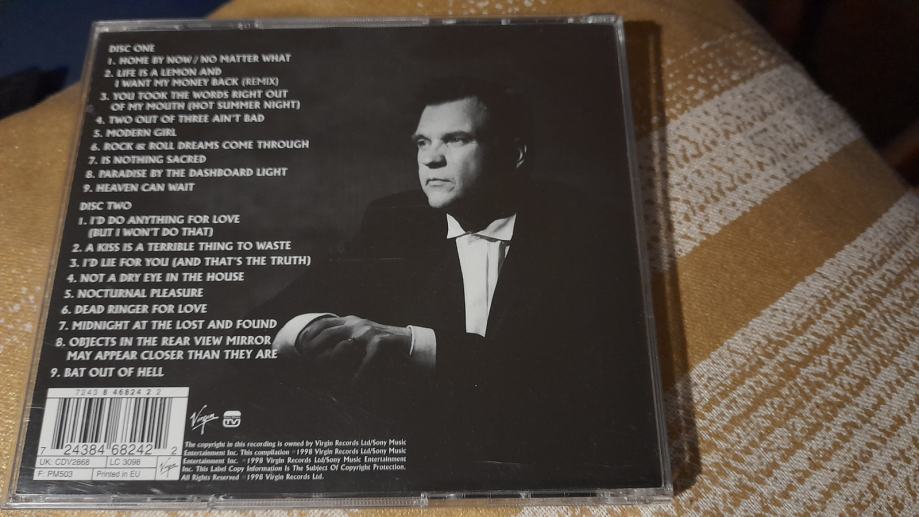 DISC ONE
1. HOME BY NOW / NO MATTER WHAT
2. LIFE IS A LEMON AND
I WANT MY MONEY BACK (REMIX)
3. YOU TOOK THE WORDS RIGHT OUT
OF MY MOUTH (HOT SUMMER NIGHT)
4. TWO OUT OF THREE AIN'T BAD
5. MODERN GIRL
6. ROCK & ROLL DREAMS COME THROUGH
7. IS NOTHING SACRED
8. PARADISE BY THE DASHBOARD LIGHT
9. HEAVEN CAN WAIT
DISC TWO
1. I'D DO ANYTHING FOR LOVE
(BUT I WON'T DO THAT)
2. A KISS IS A TERRIBLE THING TO WASTE
3. I'D LIE FOR YOU (AND THAT'S THE TRUTH)
4. NOT A DRY EYE IN THE HOUSE
5. NOCTURNAL PLEASURE
6. DEAD RINGER FOR LOVE
7. MIDNIGHT AT THE LOST AND FOUND
8. OBJECTS IN THE REAR VIEW MIRROR
MAY APPEAR CLOSER THAN THEY ARE
9. BAT OUT OF HELL
7243 8 46824 2 2
7 24384 68242 2
UK: CDV2868
LC 3098
F: PM503
Printed in EU
Virgin
Virgin
TV
The copyright in this recording is owned by Virgin Records Ltd/Sony Music
Entertainment Inc. This compilation ℗1998 Virgin Records Ltd/Sony Music
Entertainment Inc. ©1998 Virgin Records Ltd/Sony Music Entertainment
Inc. This Label Copy Information Is The Subject Of Copyright Protection.
All Rights Reserved ©1998 Virgin Records Ltd.